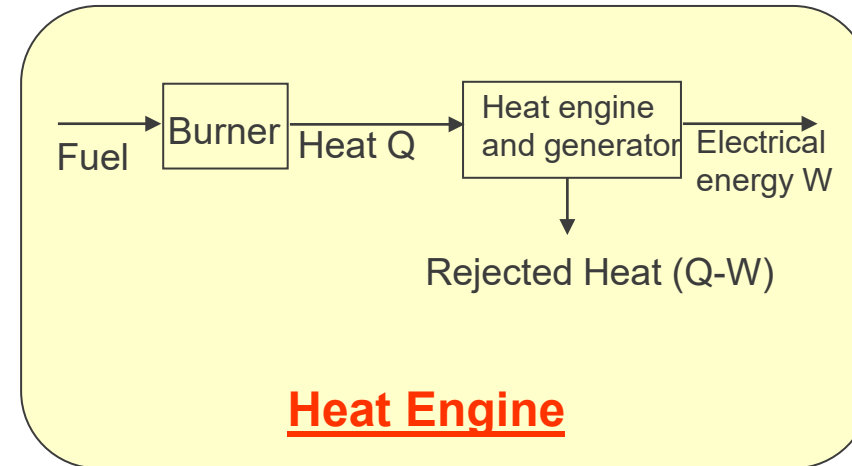 Fuel
Burner
Heat Q
Heat engine
and generator
Electrical
energy W
Rejected Heat (Q-W)
Heat Engine